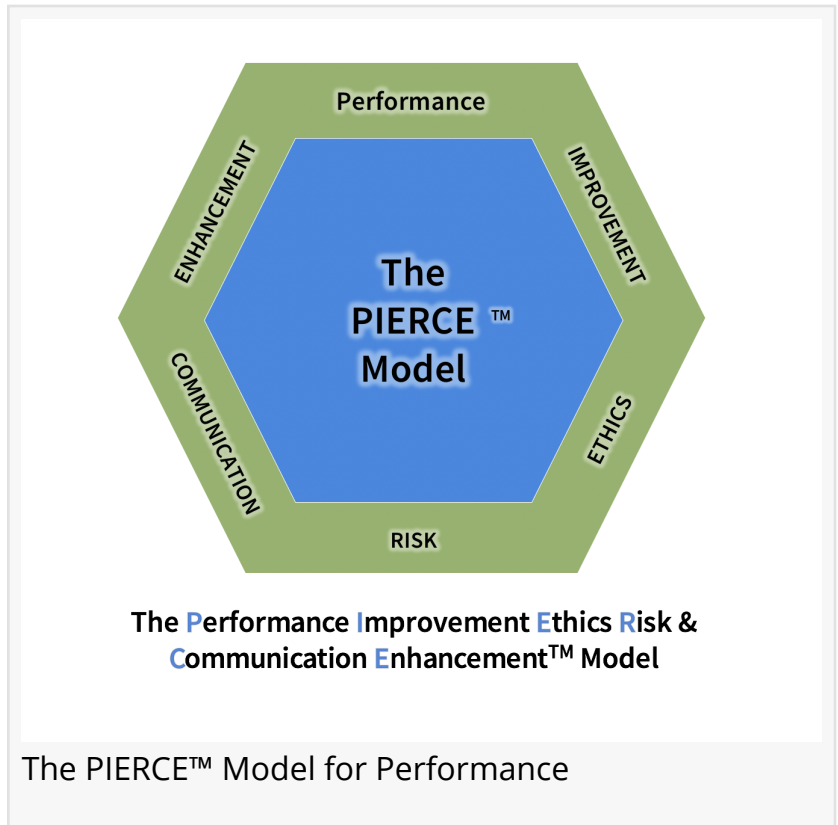 Performance
IMPROVEMENT
ETHICS
RISK
COMMUNICATION
ENHANCEMENT
The
PIERCE ™
Model
The Performance Improvement Ethics Risk &
Communication Enhancement™ Model
The PIERCE™ Model for Performance